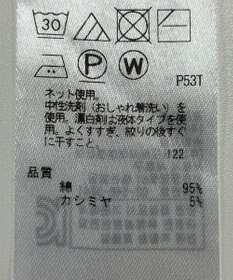 30
P W
P53T
ネット使用。
中性洗剤(おしゃれ着洗い)を
使用。漂白剤は液体タイプを使
用。よくすすぎ、絞りの後すぐ
に干すこと。
122
品質
綿 95%
カシミヤ 5%